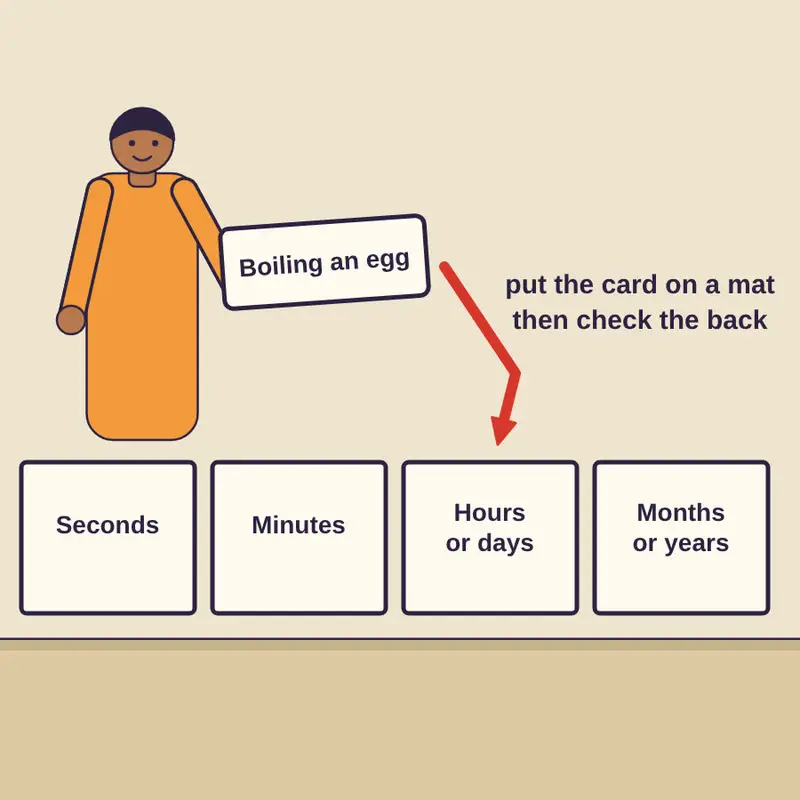 Boiling an egg
put the card on a mat
then check the back
Seconds
Minutes
Hours
or days
Months
or years